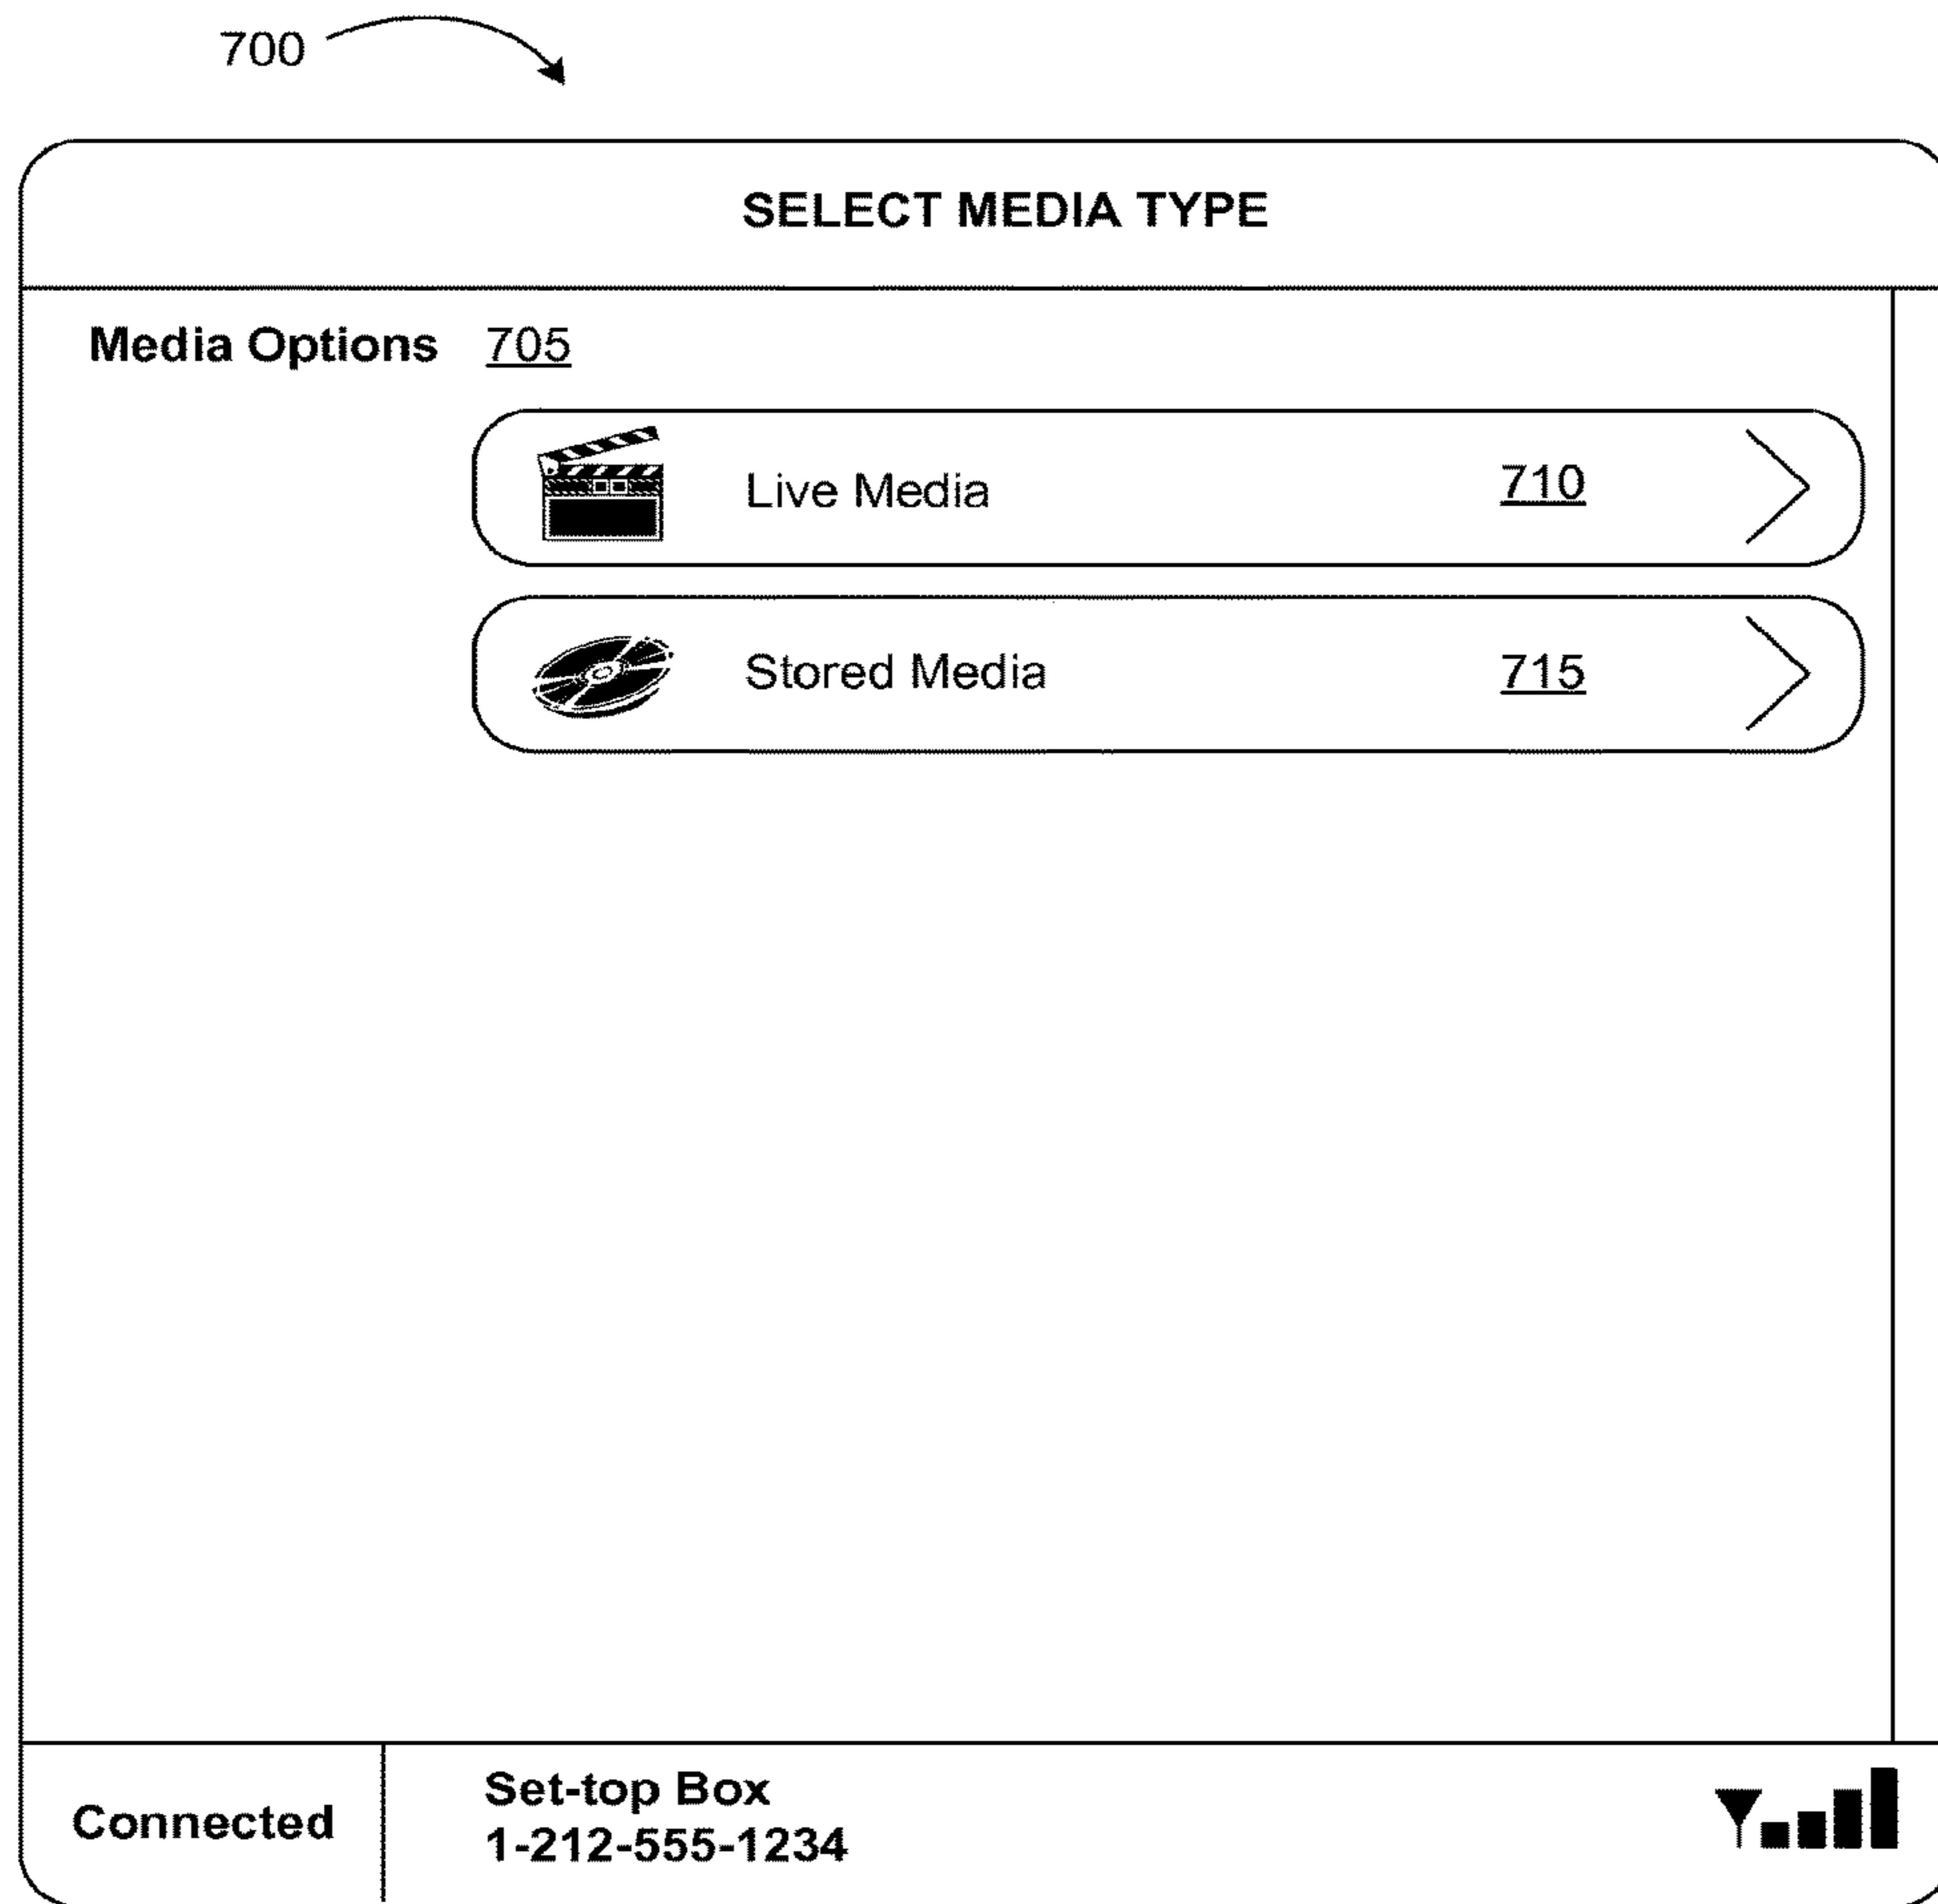 700
SELECT MEDIA TYPE
Media Options 705
Live Media 710
Stored Media 715
Connected
Set-top Box
1-212-555-1234